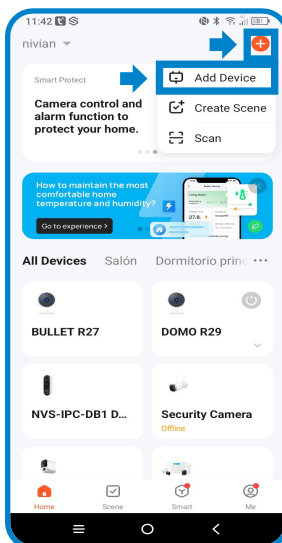 11:42
nivian
Smart Protect
Camera control and
alarm function to
protect your home.
Add Device
Create Scene
Scan
How to maintain the most
comfortable home
temperature and humidity?
Go to experience >
27.9
All Devices Salón Dormitorio princ ...
BULLET R27
DOMO R29
NVS-IPC-DB1 D...
Security Camera
Offline
Home Scene Smart Me